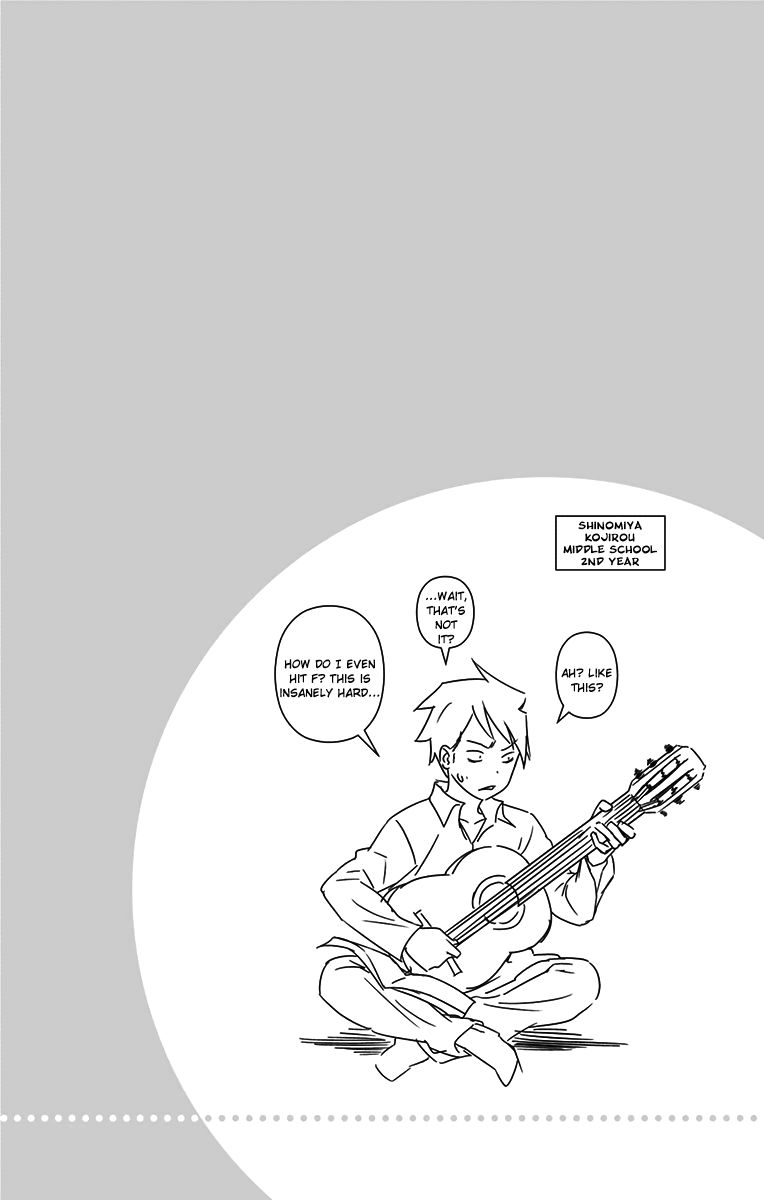 SHINOMIYA
KOJIROU
MIDDLE SCHOOL
2ND YEAR
...WAIT,
THAT'S
NOT
IT?
HOW DO I EVEN
HIT F? THIS IS
INSANELY HARD...
AH? LIKE
THIS?